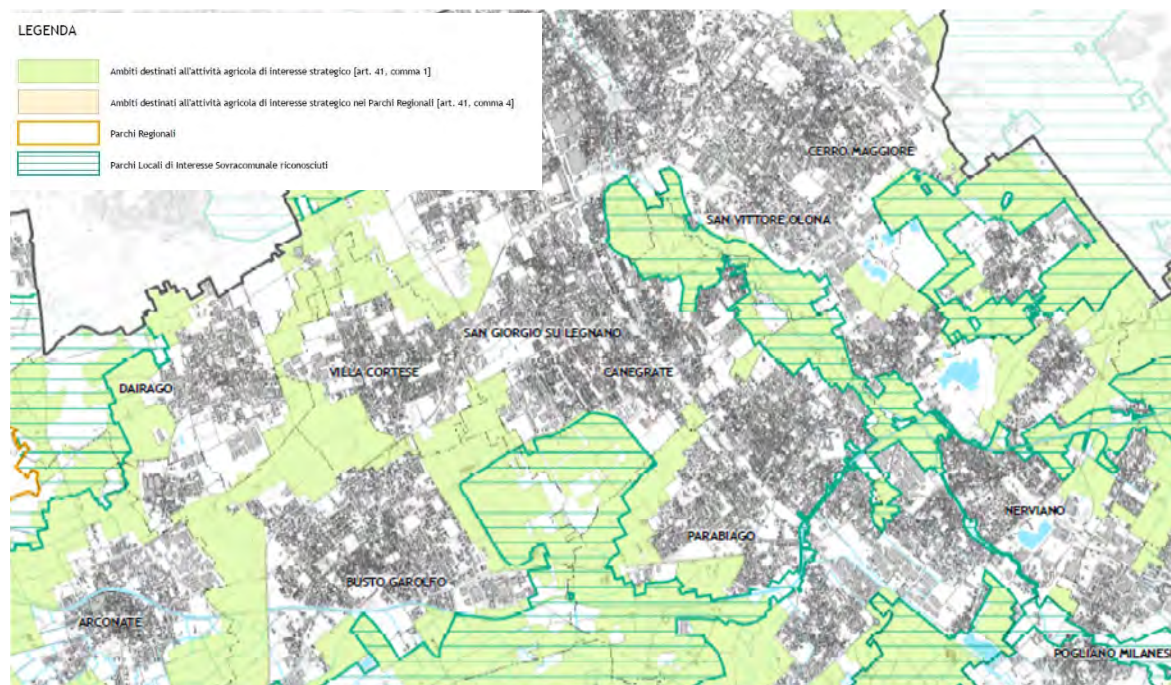 LEGENDA
Ambiti destinati all'attività agricola di interesse strategico [art. 41, comma 1]
Ambiti destinati all'attività agricola di interesse strategico nei Parchi Regionali [art. 41, comma 4]
Parchi Regionali
Parchi Locali di Interesse Sovracomunale riconosciuti
CERRO MAGGIORE
SAN VITTORE OLONA
SAN GIORGIO SU LEGNANO
VILLA CORTESE
CANEGRATE
DAIRAGO
NERVIANO
PARABIAGO
BUSTO GAROLFO
ARCONATE
POGLIANO MILANES